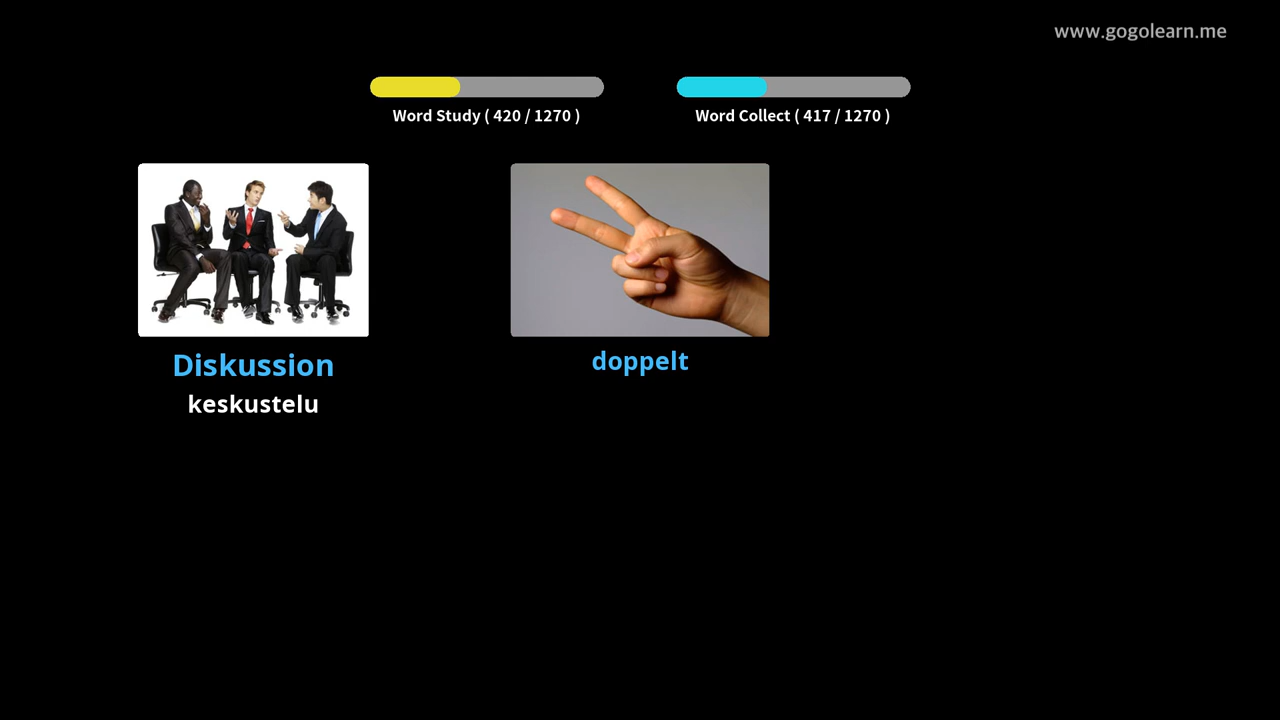 www.gogolearn.me
Word Study ( 420 / 1270 )
Word Collect ( 417 / 1270 )
Diskussion
keskustelu
doppelt